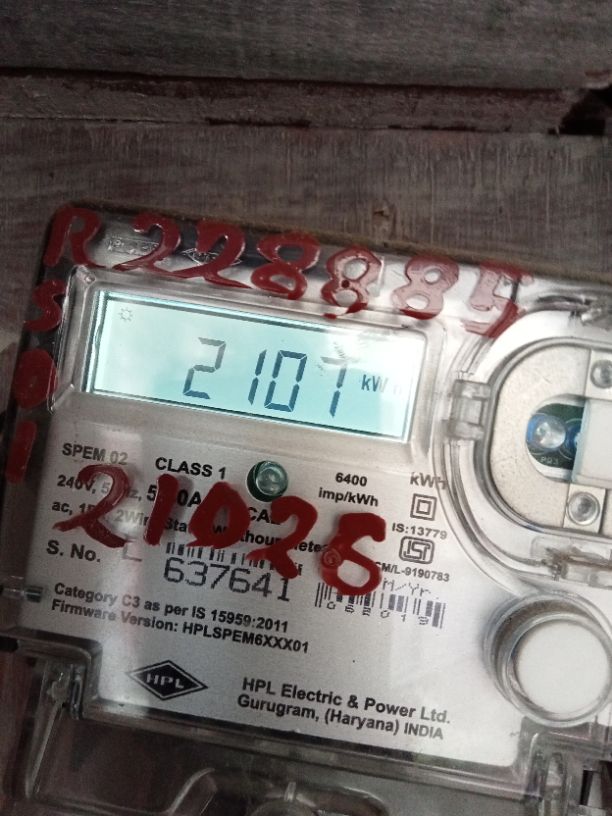 R228885
RS01
2107 kWh
SPEM 02 CLASS 1 6400 imp/kWh kWh
240V,
IS:13779
21026
ac,
CM/L-9190783
S. No.
637641
M/Yr.
Category C3 as per IS 15959:2011
Firmware Version: HPLSPEM6XXX01
HPL
HPL Electric & Power Ltd.
Gurugram, (Haryana) INDIA